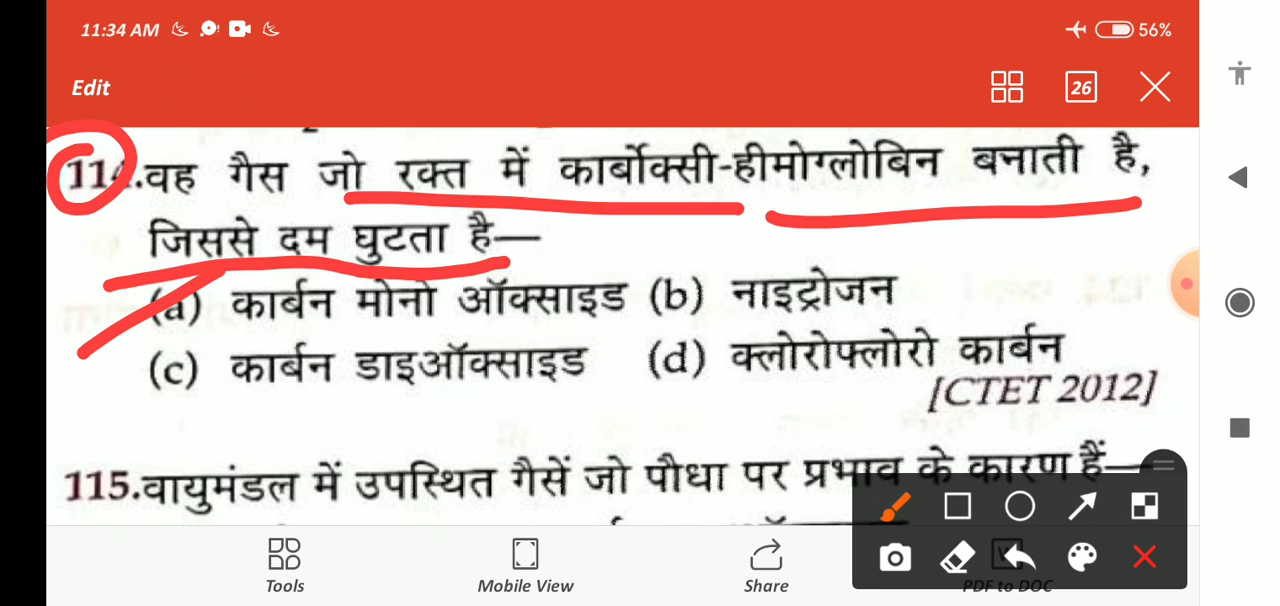 11:34 AM 56%
Edit 26
114.वह गैस जो रक्त में कार्बोक्सी-हीमोग्लोबिन बनाती है,
जिससे दम घुटता है—
(a) कार्बन मोनो ऑक्साइड (b) नाइट्रोजन
(c) कार्बन डाइऑक्साइड (d) क्लोरोफ्लोरो कार्बन
[CTET 2012]
115.वायुमंडल में उपस्थित गैसें जो पौधा पर प्रभाव के कारण हैं—
Tools Mobile View Share PDF to DOC